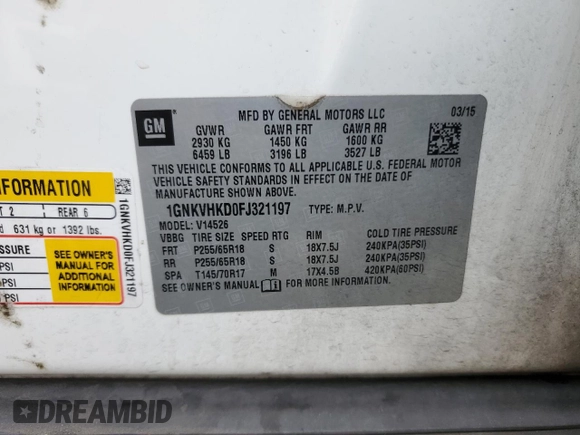 MFD BY GENERAL MOTORS LLC
03/15
GM
GVWR GAWR FRT GAWR RR
2930 KG 1450 KG 1600 KG
6459 LB 3196 LB 3527 LB
THIS VEHICLE CONFORMS TO ALL APPLICABLE U.S. FEDERAL MOTOR
VEHICLE SAFETY STANDARDS IN EFFECT ON THE DATE OF
MANUFACTURE SHOWN ABOVE.
1GNKVHKD0FJ321197 TYPE: M.P.V.
MODEL: V14526
VBBG TIRE SIZE SPEED RTG RIM COLD TIRE PRESSURE
FRT P255/65R18 S 18X7.5J 240KPA(35PSI)
RR P255/65R18 S 18X7.5J 240KPA(35PSI)
SPA T145/70R17 M 17X4.5B 420KPA(60PSI)
SEE OWNER'S MANUAL FOR MORE INFORMATION.
NFORMATION
T 2 REAR 6
d 631 kg or 1392 lbs.
SSURE
PSI
PSI
PSI
SEE OWNER'S
MANUAL FOR
ADDITIONAL
INFORMATION
1GNKVHKD0FJ321197
DREAMBID